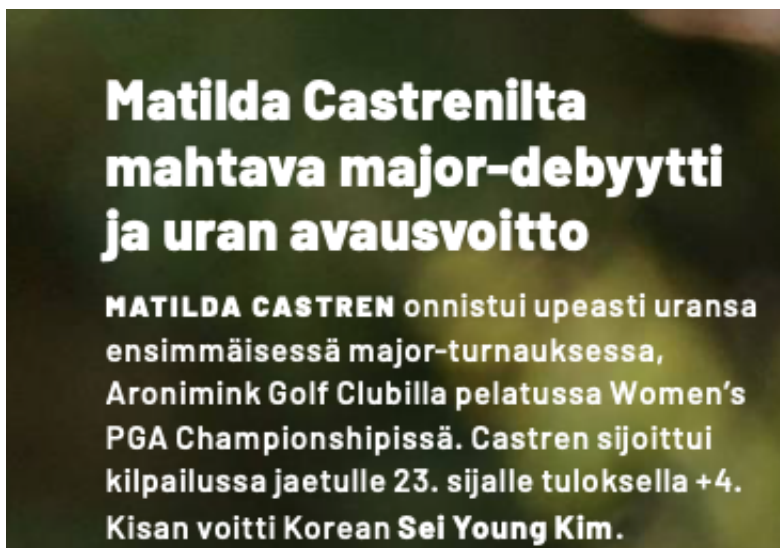 Matilda Castrenilta
mahtava major-debyytti
ja uran avausvoitto
MATILDA CASTREN onnistui upeasti uransa
ensimmäisessä major-turnauksessa,
Aronimink Golf Clubilla pelatussa Women's
PGA Championshipissä. Castren sijoittui
kilpailussa jaetulle 23. sijalle tuloksella +4.
Kisan voitti Korean Sei Young Kim.